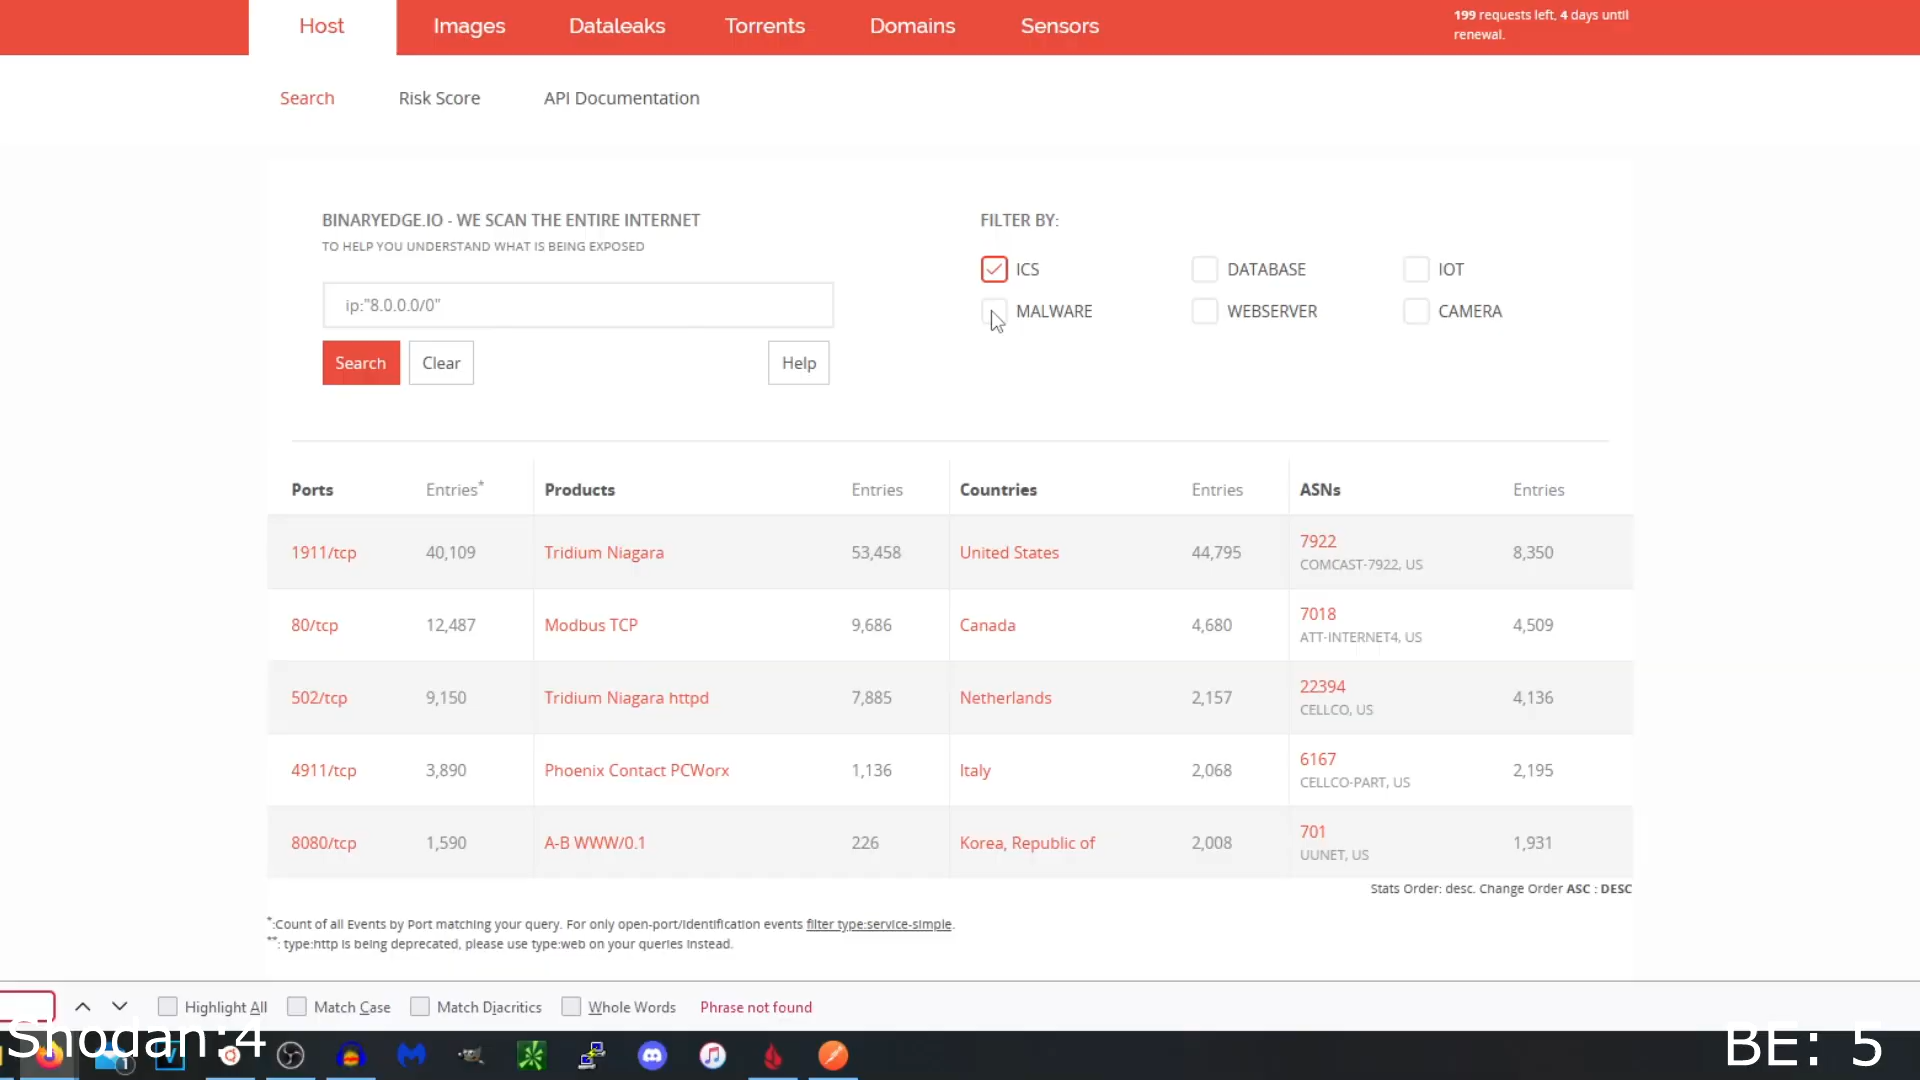 Host
Images
Dataleaks
Torrents
Domains
Sensors
199 requests left, 4 days until
renewal.
Search
Risk Score
API Documentation
BINARYEDGE.IO - WE SCAN THE ENTIRE INTERNET
TO HELP YOU UNDERSTAND WHAT IS BEING EXPOSED
ip:"8.0.0.0/0"
Search
Clear
Help
FILTER BY:
ICS
DATABASE
IOT
MALWARE
WEBSERVER
CAMERA
Ports Entries* Products Entries Countries Entries ASNs Entries
1911/tcp 40,109 Tridium Niagara 53,458 United States 44,795 7922 8,350
COMCAST-7922, US
80/tcp 12,487 Modbus TCP 9,686 Canada 4,680 7018 4,509
ATT-INTERNET4, US
502/tcp 9,150 Tridium Niagara httpd 7,885 Netherlands 2,157 22394 4,136
CELLCO, US
4911/tcp 3,890 Phoenix Contact PCWorx 1,136 Italy 2,068 6167 2,195
CELLCO-PART, US
8080/tcp 1,590 A-B WWW/0.1 226 Korea, Republic of 2,008 701 1,931
UUNET, US
Stats Order: desc. Change Order ASC : DESC
*:Count of all Events by Port matching your query. For only open-port/identification events filter type:service-simple.
**: type:http is being deprecated, please use type:web on your queries instead.
Highlight All
Match Case
Match Diacritics
Whole Words
Phrase not found
Shodan:4
1
BE: 5